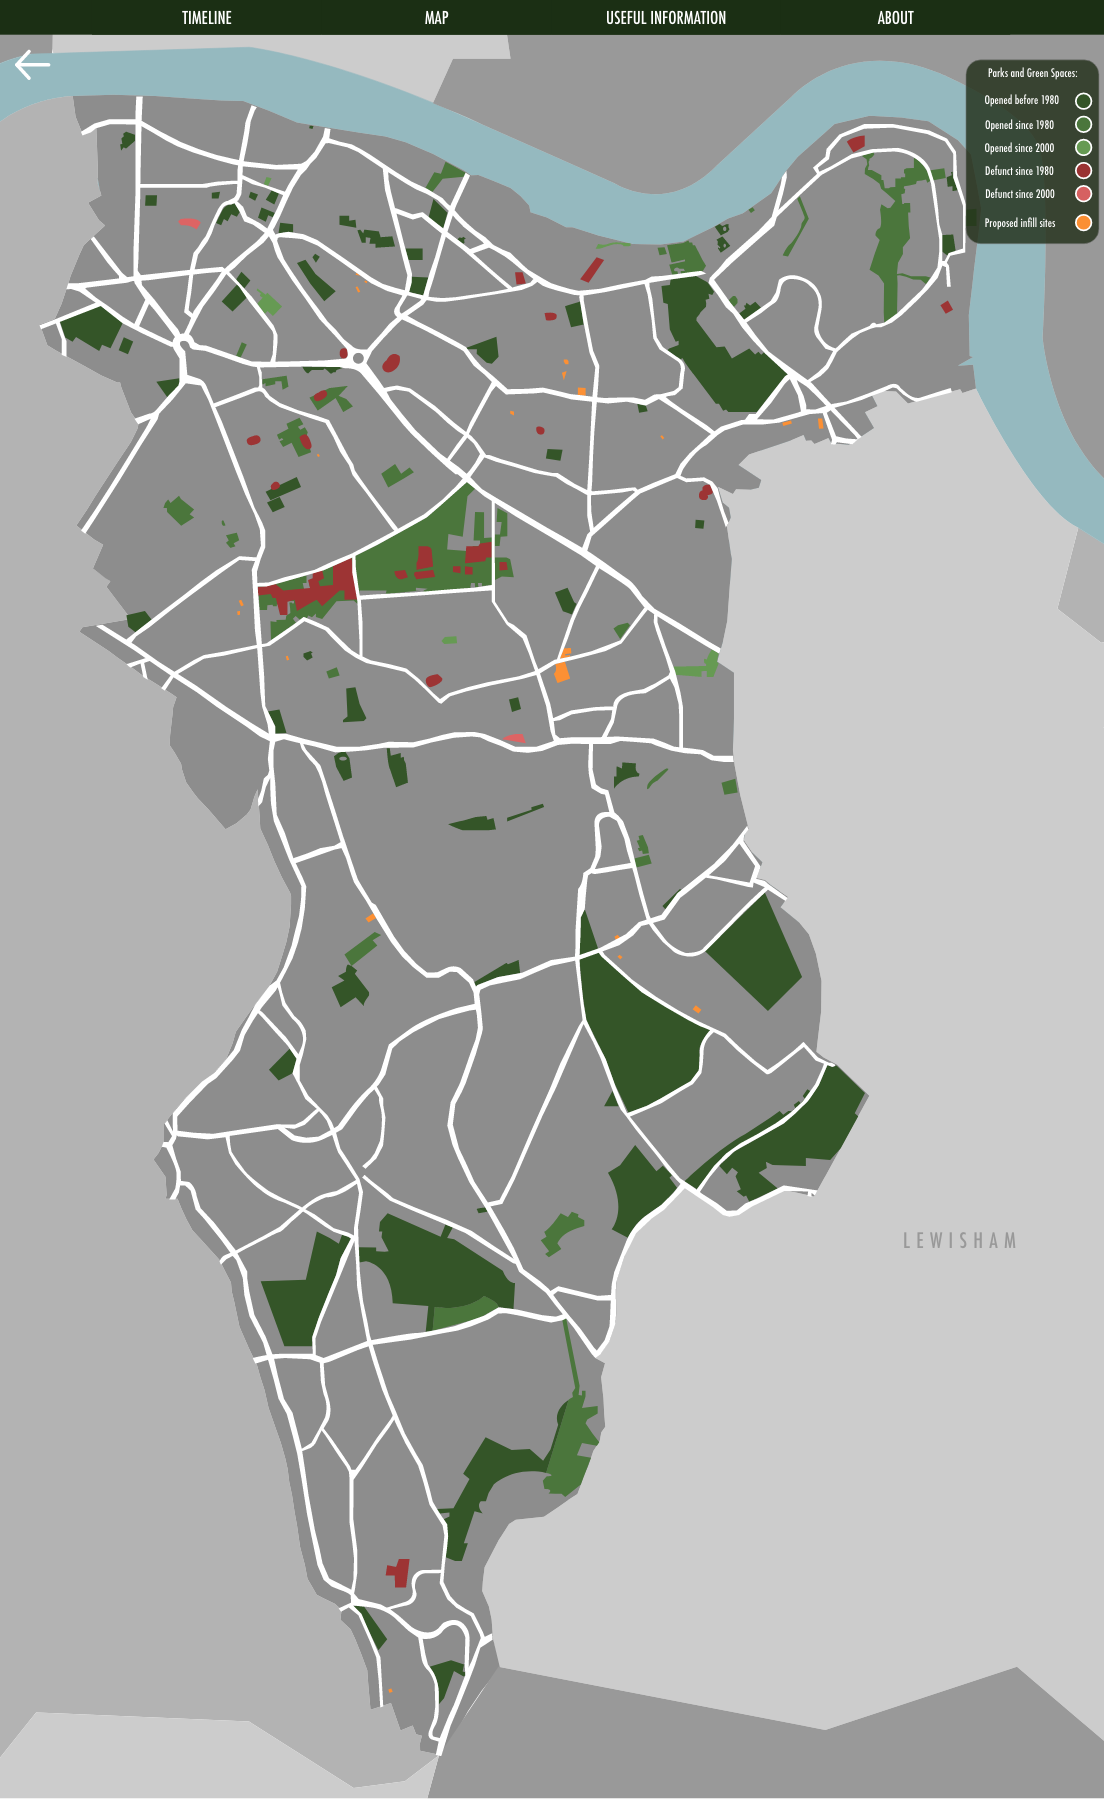 TIMELINE
MAP
USEFUL INFORMATION
ABOUT
Parks and Green Spaces:
Opened before 1980
Opened since 1980
Opened since 2000
Defunct since 1980
Defunct since 2000
Proposed infill sites
LEWISHAM